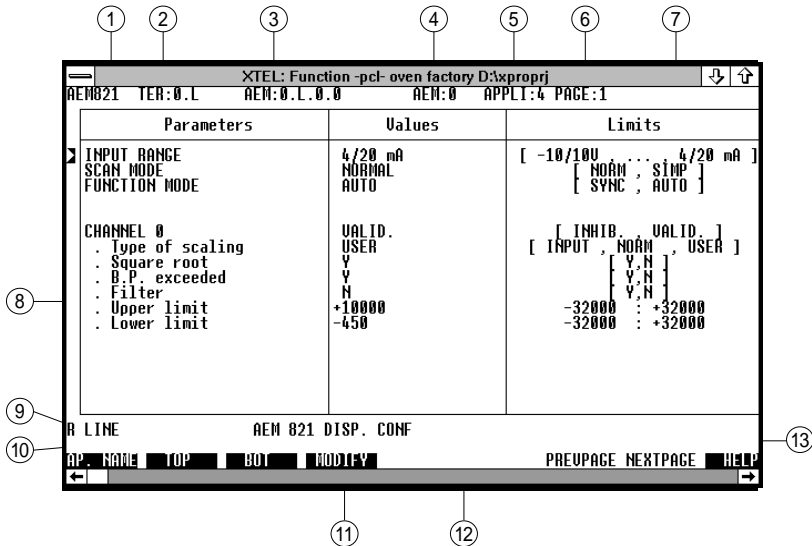 1 2 3 4 5 6 7
XTEL: Function -pcl- oven factory D:\xproprj
AEM821 TER:0.L AEM:0.L.0.0 AEM:0 APPLI:4 PAGE:1
Parameters Values Limits
INPUT RANGE 4/20 mA [ -10/10V , ... , 4/20 mA ]
SCAN MODE NORMAL [ NORM , SIMP ]
FUNCTION MODE AUTO [ SYNC , AUTO ]
CHANNEL 0 VALID. [ INHIB. , VALID. ]
. Type of scaling USER [ INPUT , NORM , USER ]
. Square root Y [ Y,N ]
. B.P. exceeded Y [ Y,N ]
. Filter N [ Y,N ]
8
. Upper limit +10000 -32000 : +32000
. Lower limit -450 -32000 : +32000
9
R LINE AEM 821 DISP. CONF
10 13
AP. NAME TOP BOT MODIFY PREVPAGE NEXTPAGE HELP
11 12